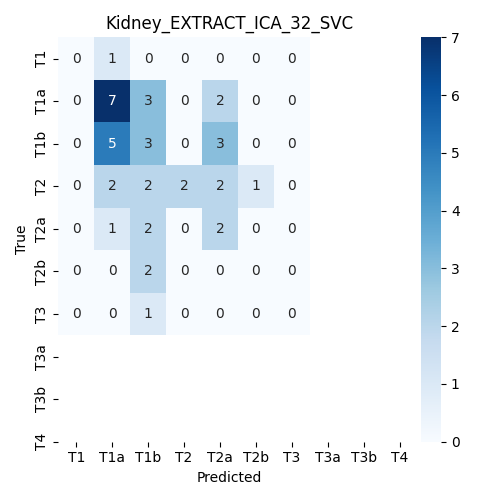 Kidney_EXTRACT_ICA_32_SVC
T1 0 1 0 0 0 0 0
T1a 0 7 3 0 2 0 0
T1b 0 5 3 0 3 0 0
T2 0 2 2 2 2 1 0
T2a 0 1 2 0 2 0 0
T2b 0 0 2 0 0 0 0
T3 0 0 1 0 0 0 0
T3a
T3b
T4
T1 T1a T1b T2 T2a T2b T3 T3a T3b T4
Predicted
True
7
6
5
4
3
2
1
0